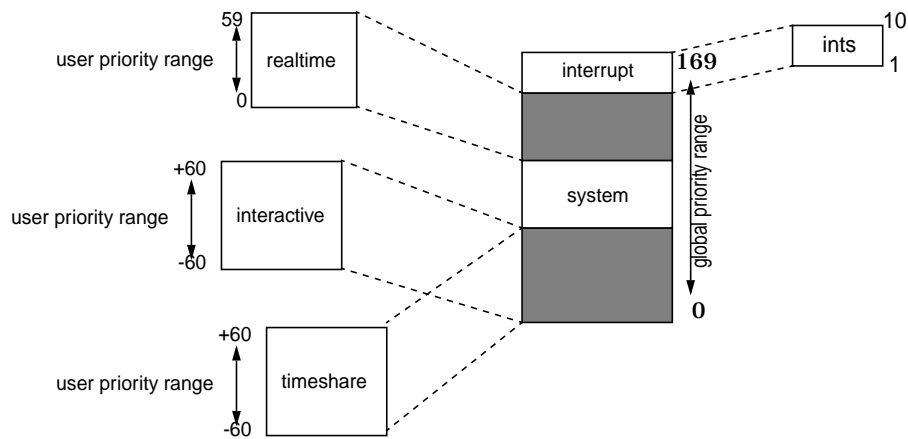 59
user priority range
realtime
0
interrupt
169
10
ints
1
global priority range
system
0
+60
user priority range
interactive
-60
+60
user priority range
timeshare
-60